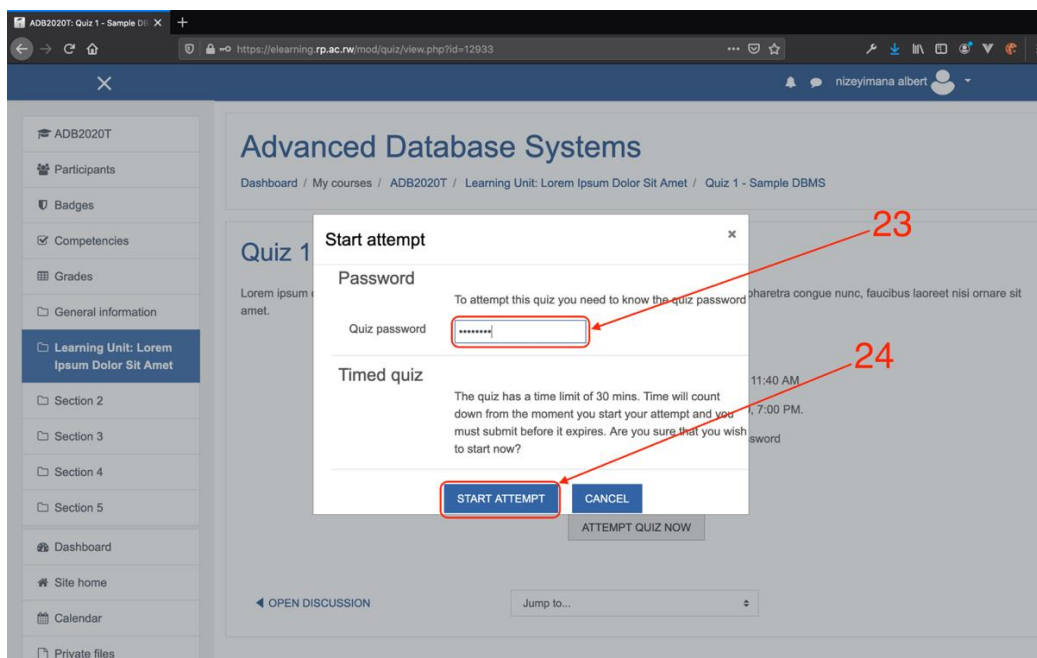 ADB2020T: Quiz 1 - Sample DB
https://elearning.rp.ac.rw/mod/quiz/view.php?id=12933
nizeyimana albert
ADB2020T
Participants
Badges
Competencies
Grades
General information
Learning Unit: Lorem
Ipsum Dolor Sit Amet
Section 2
Section 3
Section 4
Section 5
Dashboard
Site home
Calendar
Private files
Advanced Database Systems
Dashboard / My courses / ADB2020T / Learning Unit: Lorem Ipsum Dolor Sit Amet / Quiz 1 - Sample DBMS
Quiz 1
Lorem ipsum
pharetra congue nunc, faucibus laoreet nisi ornare sit
amet.
11:40 AM
, 7:00 PM.
Start attempt
Password
To attempt this quiz you need to know the quiz password
Quiz password
Timed quiz
The quiz has a time limit of 30 mins. Time will count
down from the moment you start your attempt and you
must submit before it expires. Are you sure that you wish
to start now?
START ATTEMPT
CANCEL
23
24
ATTEMPT QUIZ NOW
OPEN DISCUSSION
Jump to...